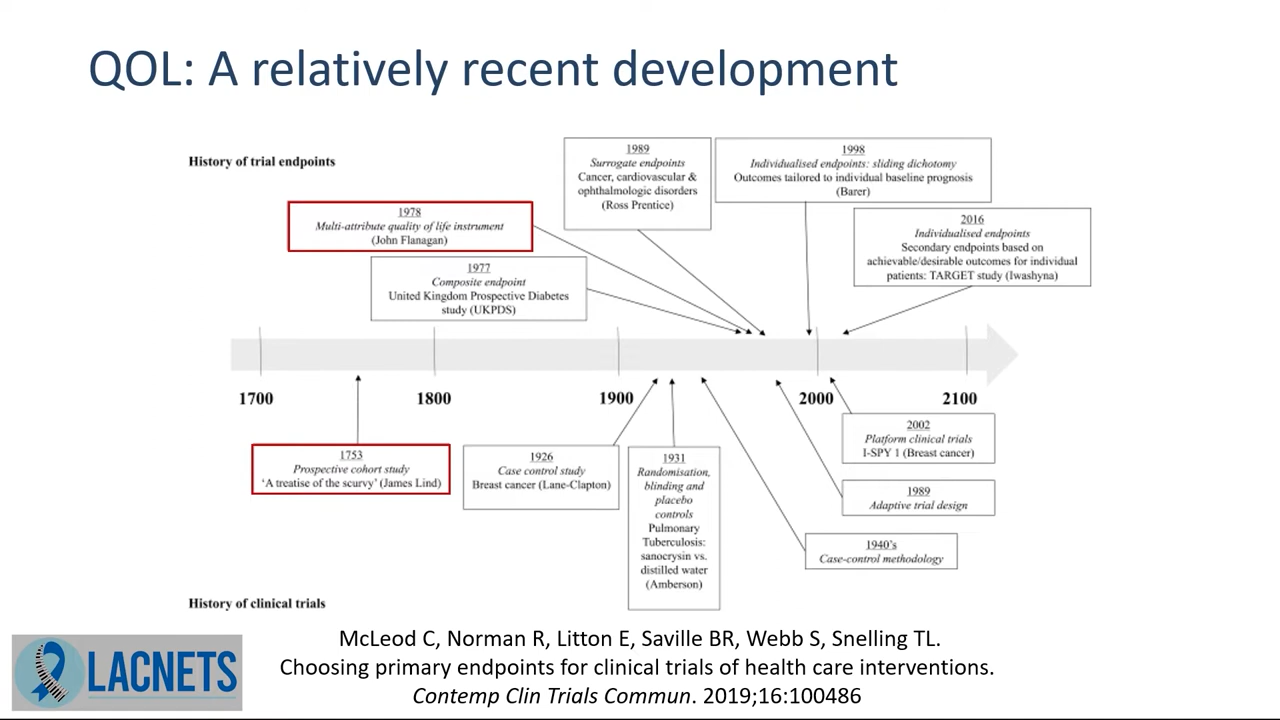 QOL: A relatively recent development
History of trial endpoints
1989
Surrogate endpoints
Cancer, cardiovascular &
ophthalmologic disorders
(Ross Prentice)
1998
Individualised endpoints: sliding dichotomy
Outcomes tailored to individual baseline prognosis
(Barer)
1978
Multi-attribute quality of life instrument
(John Flanagan)
2016
Individualised endpoints
Secondary endpoints based on
achievable/desirable outcomes for individual
patients: TARGET study (Iwashyna)
1977
Composite endpoint
United Kingdom Prospective Diabetes
study (UKPDS)
1700 1800 1900 2000 2100
1753
Prospective cohort study
'A treatise of the scurvy' (James Lind)
1926
Case control study
Breast cancer (Lane-Clapton)
1931
Randomisation,
blinding and
placebo
controls
Pulmonary
Tuberculosis:
sanocrysin vs.
distilled water
(Amberson)
2002
Platform clinical trials
I-SPY 1 (Breast cancer)
1989
Adaptive trial design
1940's
Case-control methodology
History of clinical trials
LACNETS
McLeod C, Norman R, Litton E, Saville BR, Webb S, Snelling TL.
Choosing primary endpoints for clinical trials of health care interventions.
Contemp Clin Trials Commun. 2019;16:100486